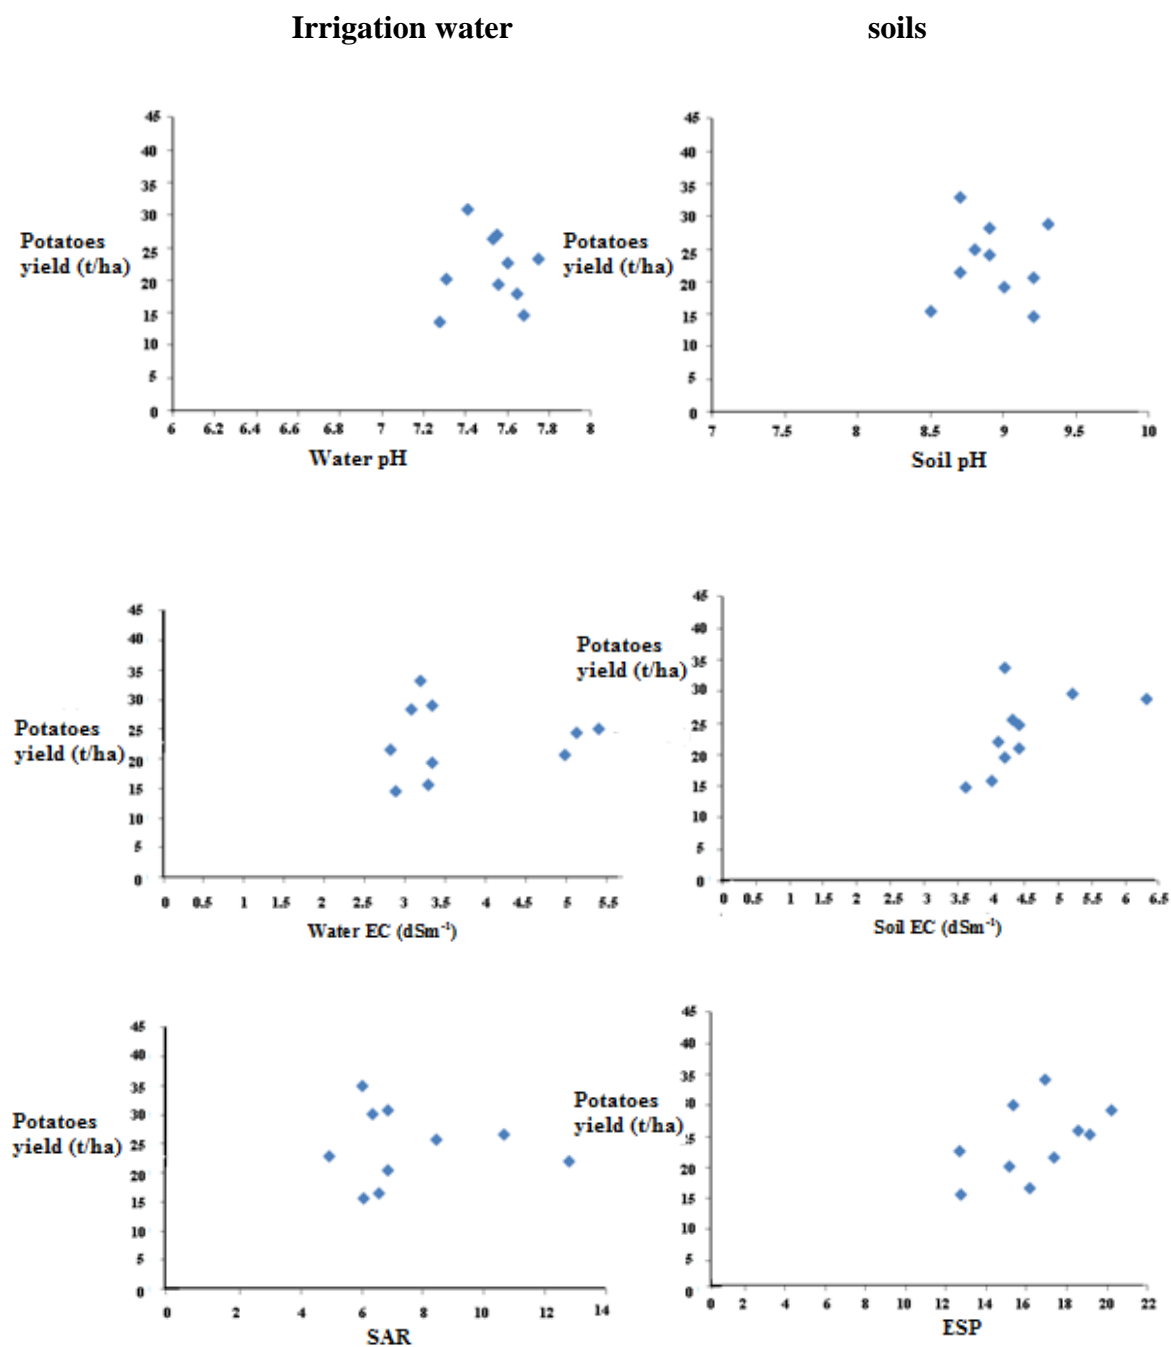 Irrigation water soils
45
40
35
30
25
20
15
10
5
0
Potatoes
yield (t/ha)
6 6.2 6.4 6.6 6.8 7 7.2 7.4 7.6 7.8 8
Water pH
45
40
35
30
25
20
15
10
5
0
Potatoes
yield (t/ha)
7 7.5 8 8.5 9 9.5 10
Soil pH
45
40
35
30
25
20
15
10
5
0
Potatoes
yield (t/ha)
0 0.5 1 1.5 2 2.5 3 3.5 4 4.5 5 5.5
Water EC (dSm⁻¹)
45
40
35
30
25
20
15
10
5
0
Potatoes
yield (t/ha)
0 0.5 1 1.5 2 2.5 3 3.5 4 4.5 5 5.5 6 6.5
Soil EC (dSm⁻¹)
45
40
35
30
25
20
15
10
5
0
Potatoes
yield (t/ha)
0 2 4 6 8 10 12 14
SAR
45
40
35
30
25
20
15
10
5
0
Potatoes
yield (t/ha)
0 2 4 6 8 10 12 14 16 18 20 22
ESP